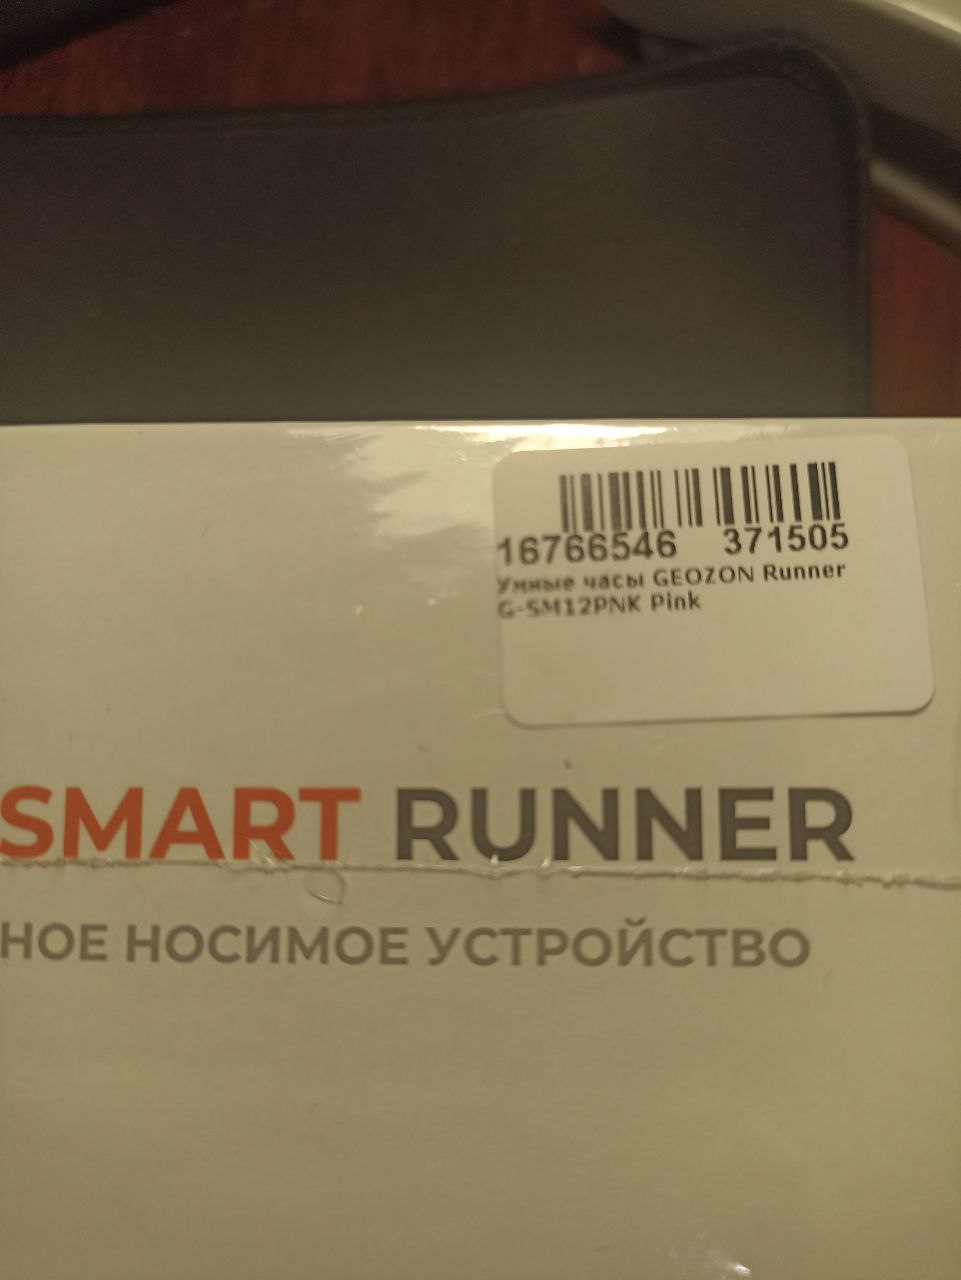 16766546 371505
Умные часы GEOZON Runner
G-SM12PNK Pink
SMART RUNNER
НОЕ НОСИМОЕ УСТРОЙСТВО